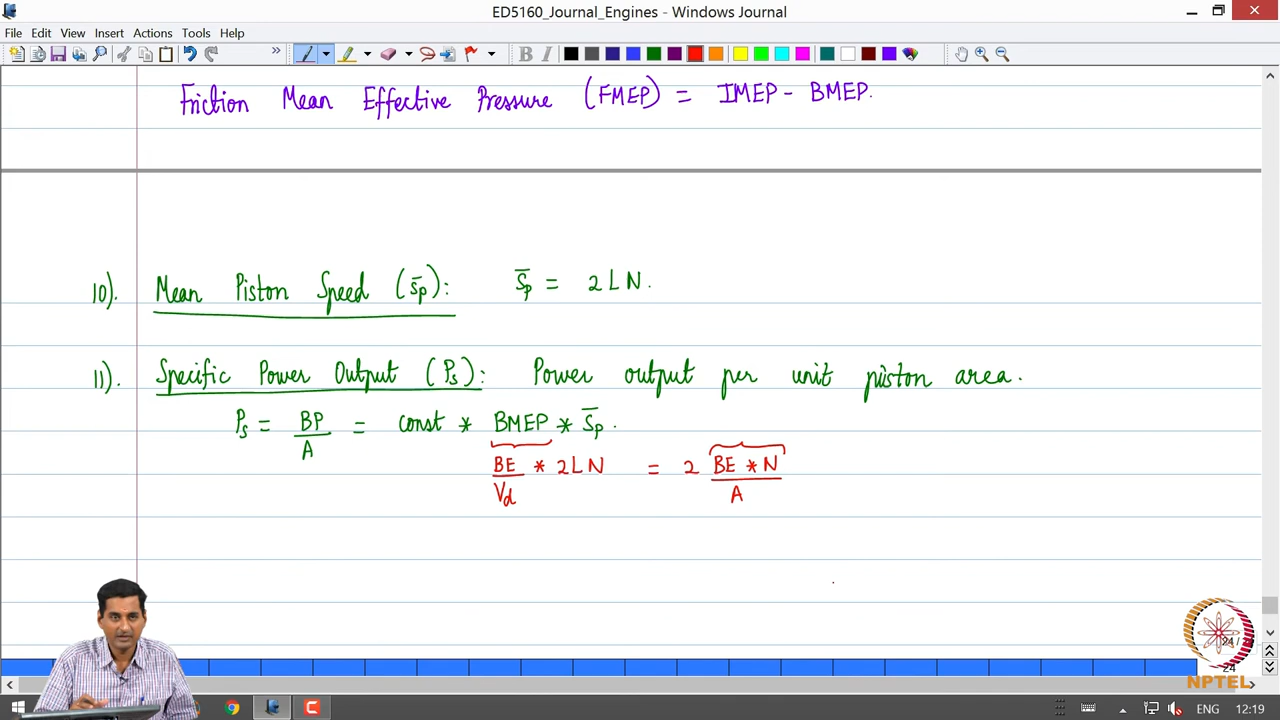 ED5160_Journal_Engines - Windows Journal
File Edit View Insert Actions Tools Help
Friction Mean Effective Pressure (FMEP) = IMEP - BMEP.
10). Mean Piston Speed (S̄p): S̄p = 2LN.
11). Specific Power Output (Ps): Power output per unit piston area.
Ps = BP/A = const * BMEP * S̄p.
BE/Vd * 2LN = 2 BE * N/A
24
NPTEL
ENG 12:19